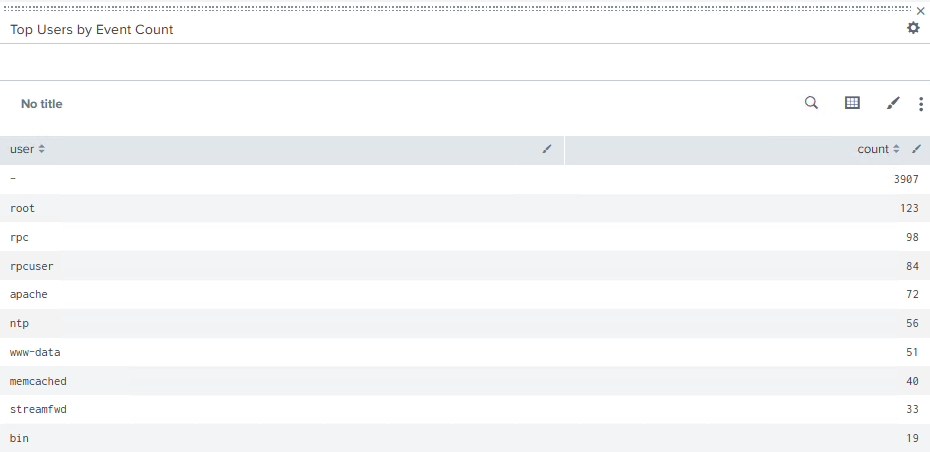 Top Users by Event Count
No title
user count
- 3907
root 123
rpc 98
rpcuser 84
apache 72
ntp 56
www-data 51
memcached 40
streamfwd 33
bin 19